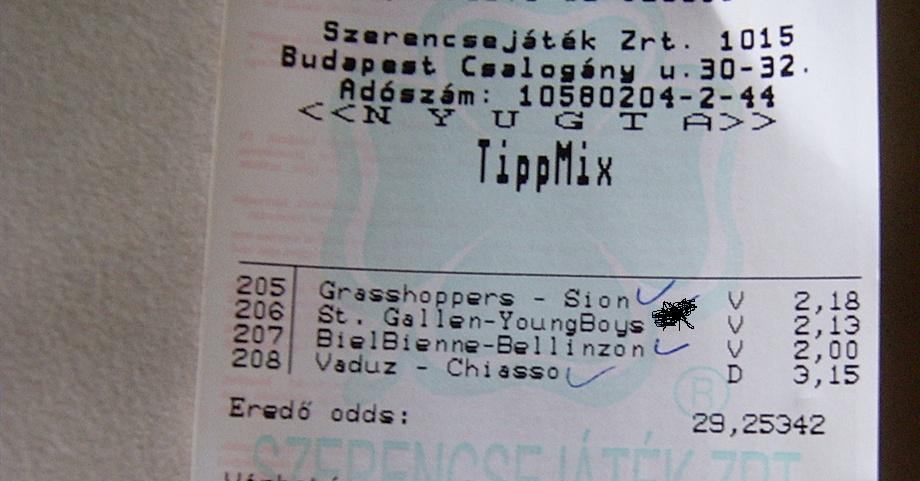 Szerencsejáték Zrt. 1015
Budapest Csalogány u.30-32.
Adószám: 10580204-2-44
<<N Y U G T A>>
TippMix
205 Grasshoppers - Sion V 2,18
206 St. Gallen-YoungBoys V 2,13
207 BielBienne-Bellinzon V 2,00
208 Vaduz - Chiasso D 3,15
Eredő odds: 29,25342
SZERENCSEJÁTÉK ZRT